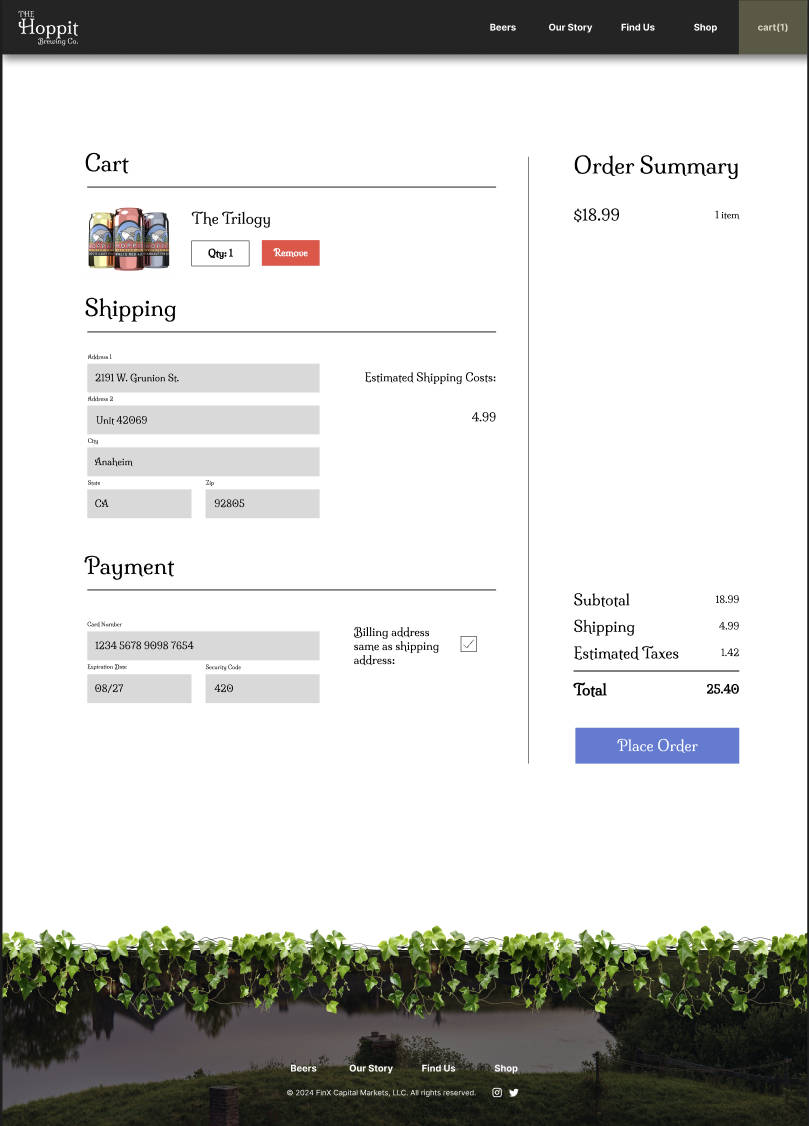 THE
Hoppit
Brewing Co.
Beers
Our Story
Find Us
Shop
cart(1)
Cart
The Trilogy
Qty: 1
Remove
Shipping
Address 1
2191 W. Grunion St.
Address 2
Unit 42069
City
Anaheim
State
Zip
CA
92805
Estimated Shipping Costs:
4.99
Payment
Card Number
1234 5678 9098 7654
Expiration Date
Security Code
08/27
420
Billing address
same as shipping
address:
Order Summary
$18.99
1 item
Subtotal
18.99
Shipping
4.99
Estimated Taxes
1.42
Total
25.40
Place Order
Beers
Our Story
Find Us
Shop
© 2024 FinX Capital Markets, LLC. All rights reserved.